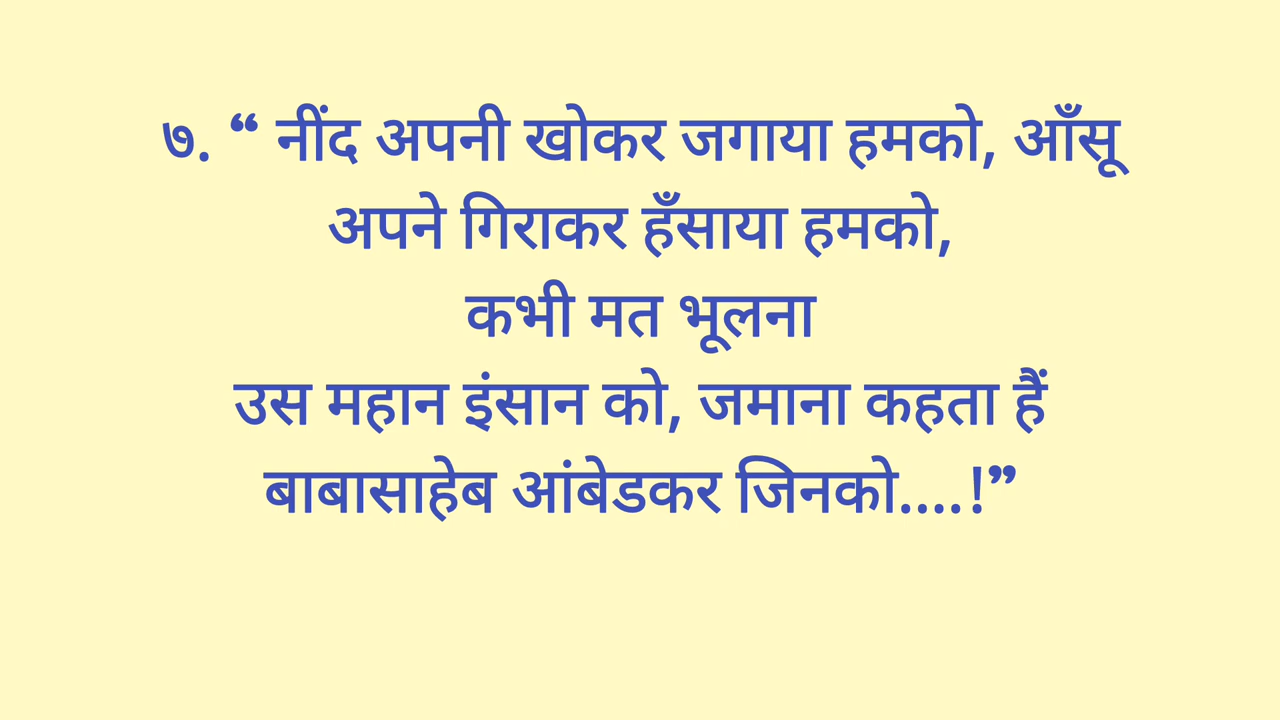 ७. “ नींद अपनी खोकर जगाया हमको, आँसू
अपने गिराकर हँसाया हमको,
कभी मत भूलना
उस महान इंसान को, जमाना कहता हैं
बाबासाहेब आंबेडकर जिनको....!”